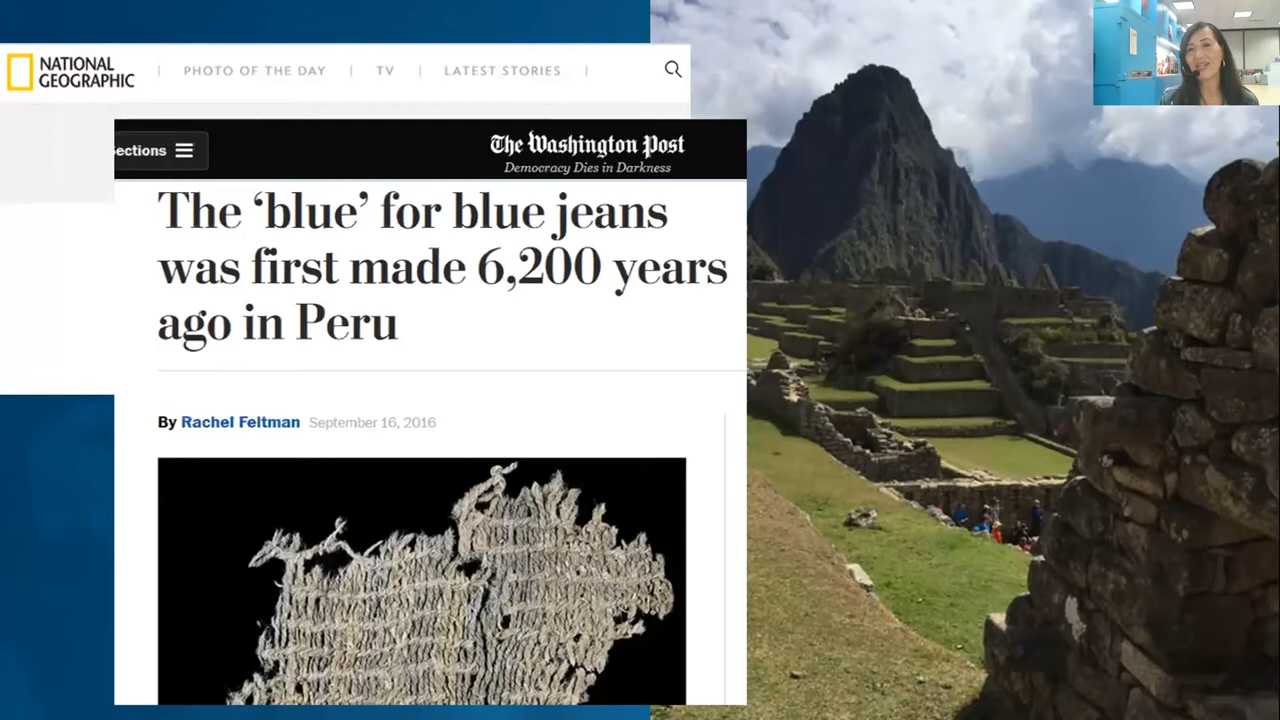 NATIONAL
GEOGRAPHIC
PHOTO OF THE DAY
TV
LATEST STORIES
ections
The Washington Post
Democracy Dies in Darkness
The ‘blue’ for blue jeans
was first made 6,200 years
ago in Peru
By Rachel Feltman September 16, 2016